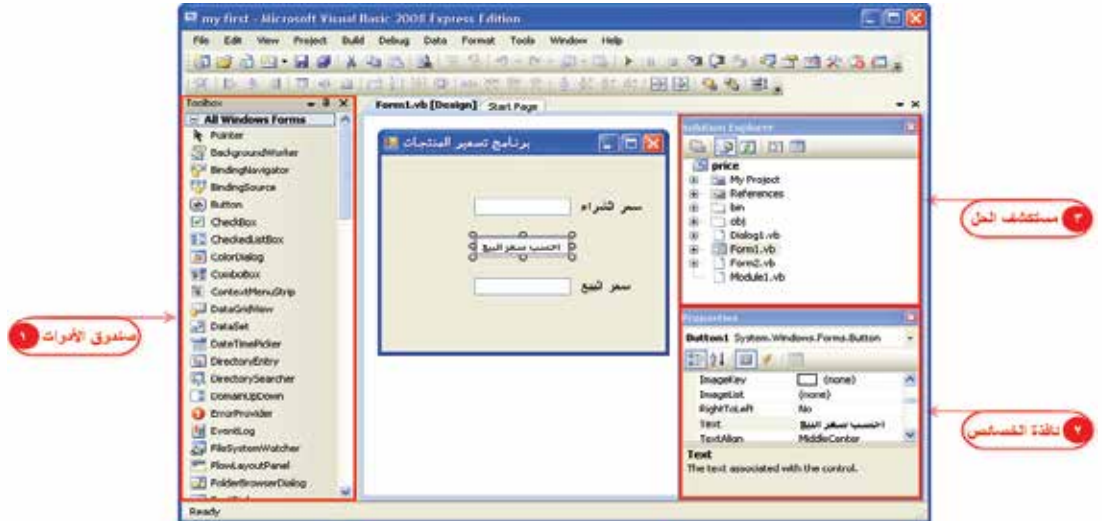 my first - Microsoft Visual Basic 2008 Express Edition
File Edit View Project Build Debug Data Format Tools Window Help
Toolbox
All Windows Forms
Pointer
BackgroundWorker
BindingNavigator
BindingSource
Button
CheckBox
CheckedListBox
ColorDialog
ComboBox
ContextMenuStrip
DataGridView
DataSet
DateTimePicker
DirectoryEntry
DirectorySearcher
DomainUpDown
ErrorProvider
EventLog
FileSystemWatcher
FlowLayoutPanel
FolderBrowserDialog
Form1.vb [Design] Start Page
برنامج تسعير المنتجات
سعر الشراء
احسب سعر البيع
سعر البيع
Solution Explorer
price
My Project
References
bin
obj
Dialog1.vb
Form1.vb
Form2.vb
Module1.vb
Properties
Button1 System.Windows.Forms.Button
ImageKey (none)
ImageList (none)
RightToLeft No
Text احسب سعر البيع
TextAlign MiddleCenter
Text
The text associated with the control.
Ready
صندوق الأدوات ١
٣ مستكشف الحل
٢ نافذة الخصائص